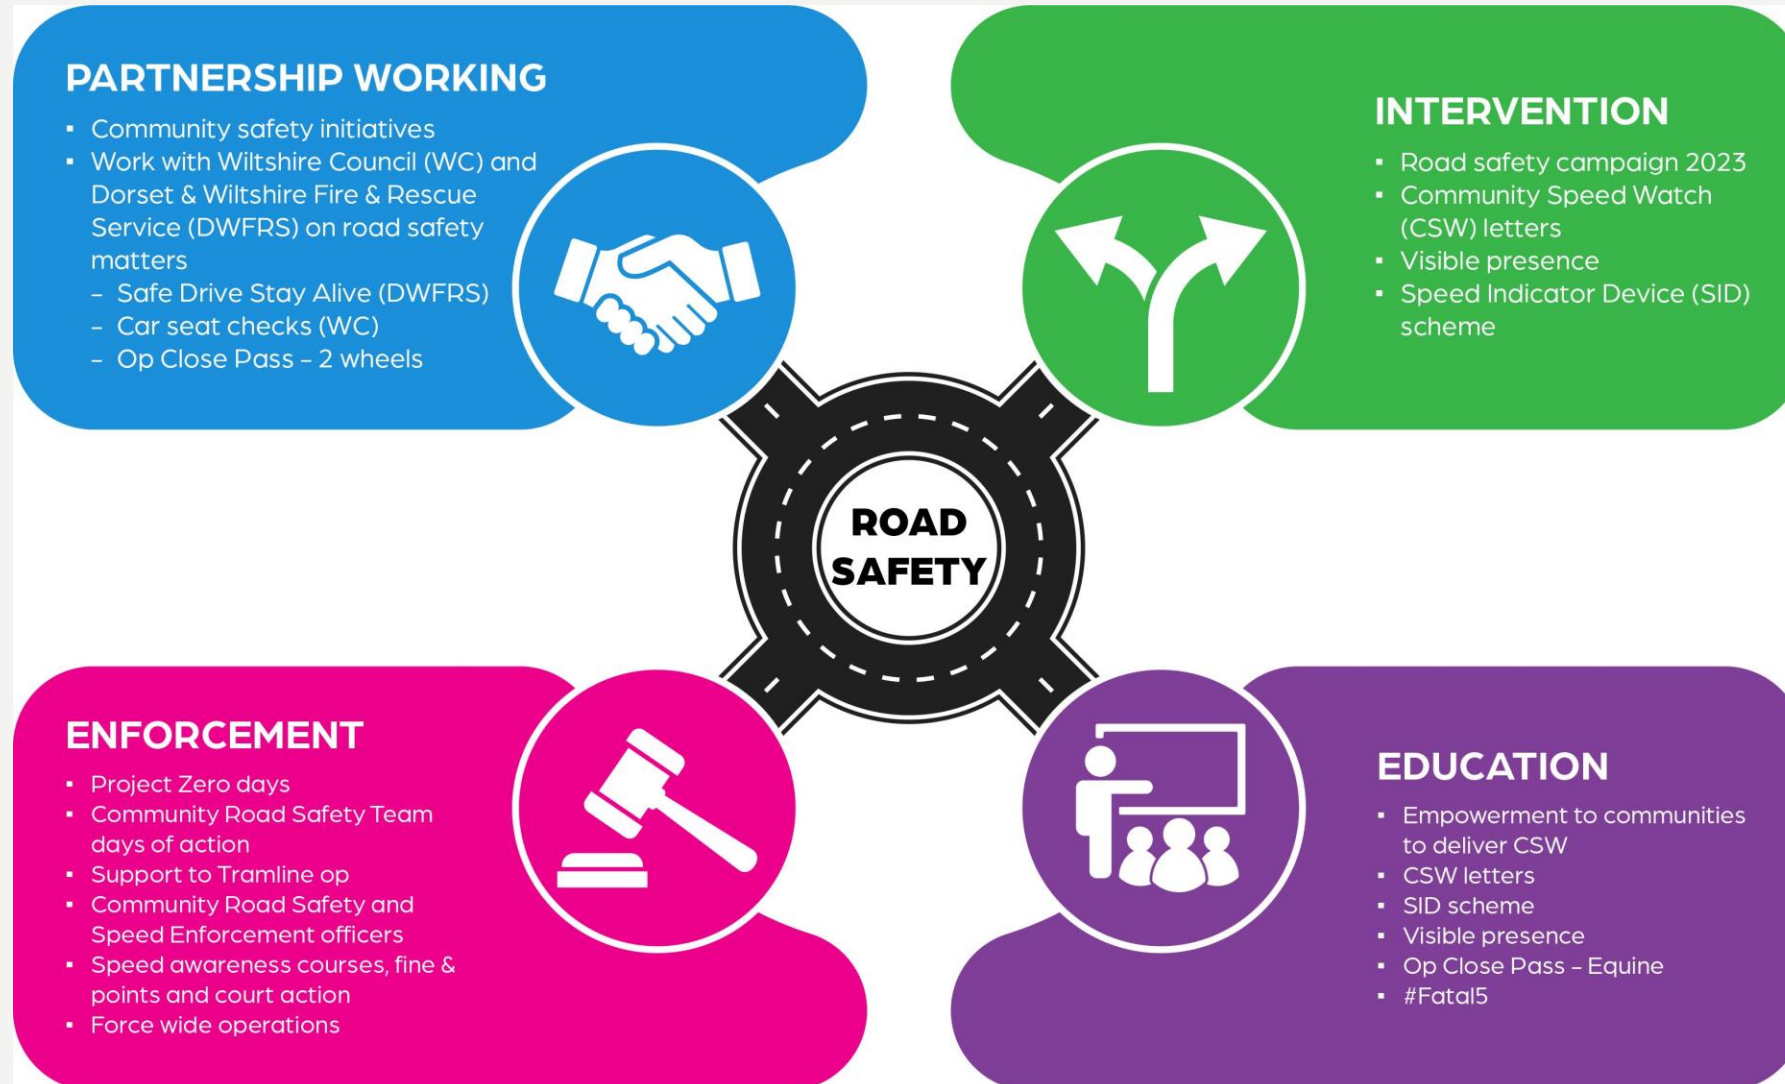 PARTNERSHIP WORKING
▪ Community safety initiatives
▪ Work with Wiltshire Council (WC) and
Dorset & Wiltshire Fire & Rescue
Service (DWFRS) on road safety
matters
– Safe Drive Stay Alive (DWFRS)
– Car seat checks (WC)
– Op Close Pass – 2 wheels
INTERVENTION
▪ Road safety campaign 2023
▪ Community Speed Watch
(CSW) letters
▪ Visible presence
▪ Speed Indicator Device (SID)
scheme
ROAD
SAFETY
ENFORCEMENT
▪ Project Zero days
▪ Community Road Safety Team
days of action
▪ Support to Tramline op
▪ Community Road Safety and
Speed Enforcement officers
▪ Speed awareness courses, fine &
points and court action
▪ Force wide operations
EDUCATION
▪ Empowerment to communities
to deliver CSW
▪ CSW letters
▪ SID scheme
▪ Visible presence
▪ Op Close Pass – Equine
▪ #Fatal5